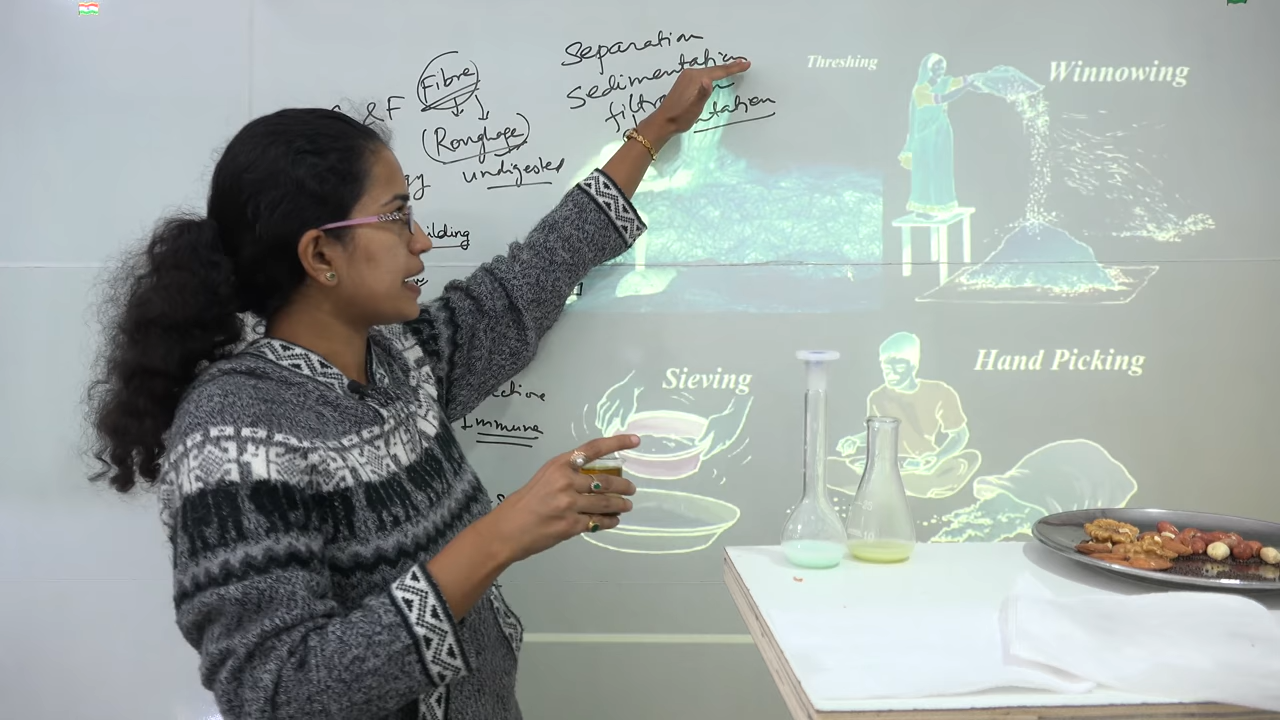 Separation
sedimentation
Threshing
Winnowing
& F
Fibre
(Roughage)
undigested
Sieving
Hand Picking
Immune